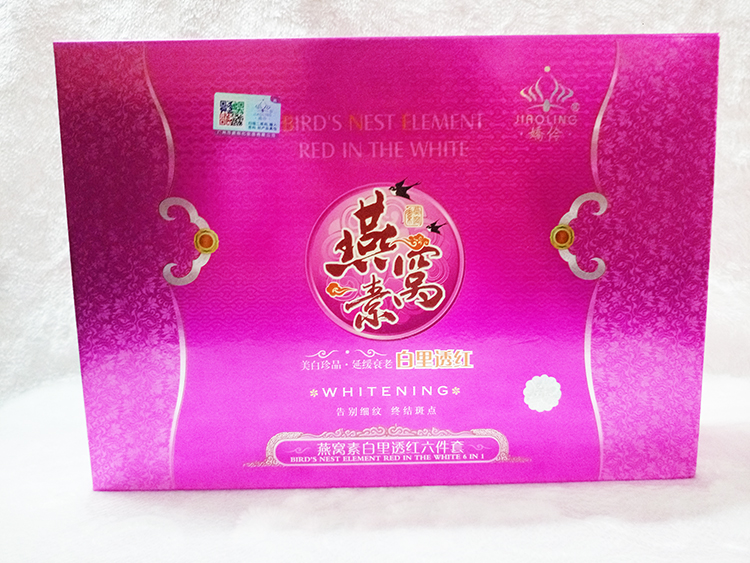 BIRD'S NEST ELEMENT
RED IN THE WHITE
JIAOLING
嬌伶
燕窝素
美白珍品·延缓衰老 白里透红
WHITENING
告别细纹 终结斑点
燕窝素白里透红六件套
BIRD'S NEST ELEMENT RED IN THE WHITE 6 IN 1